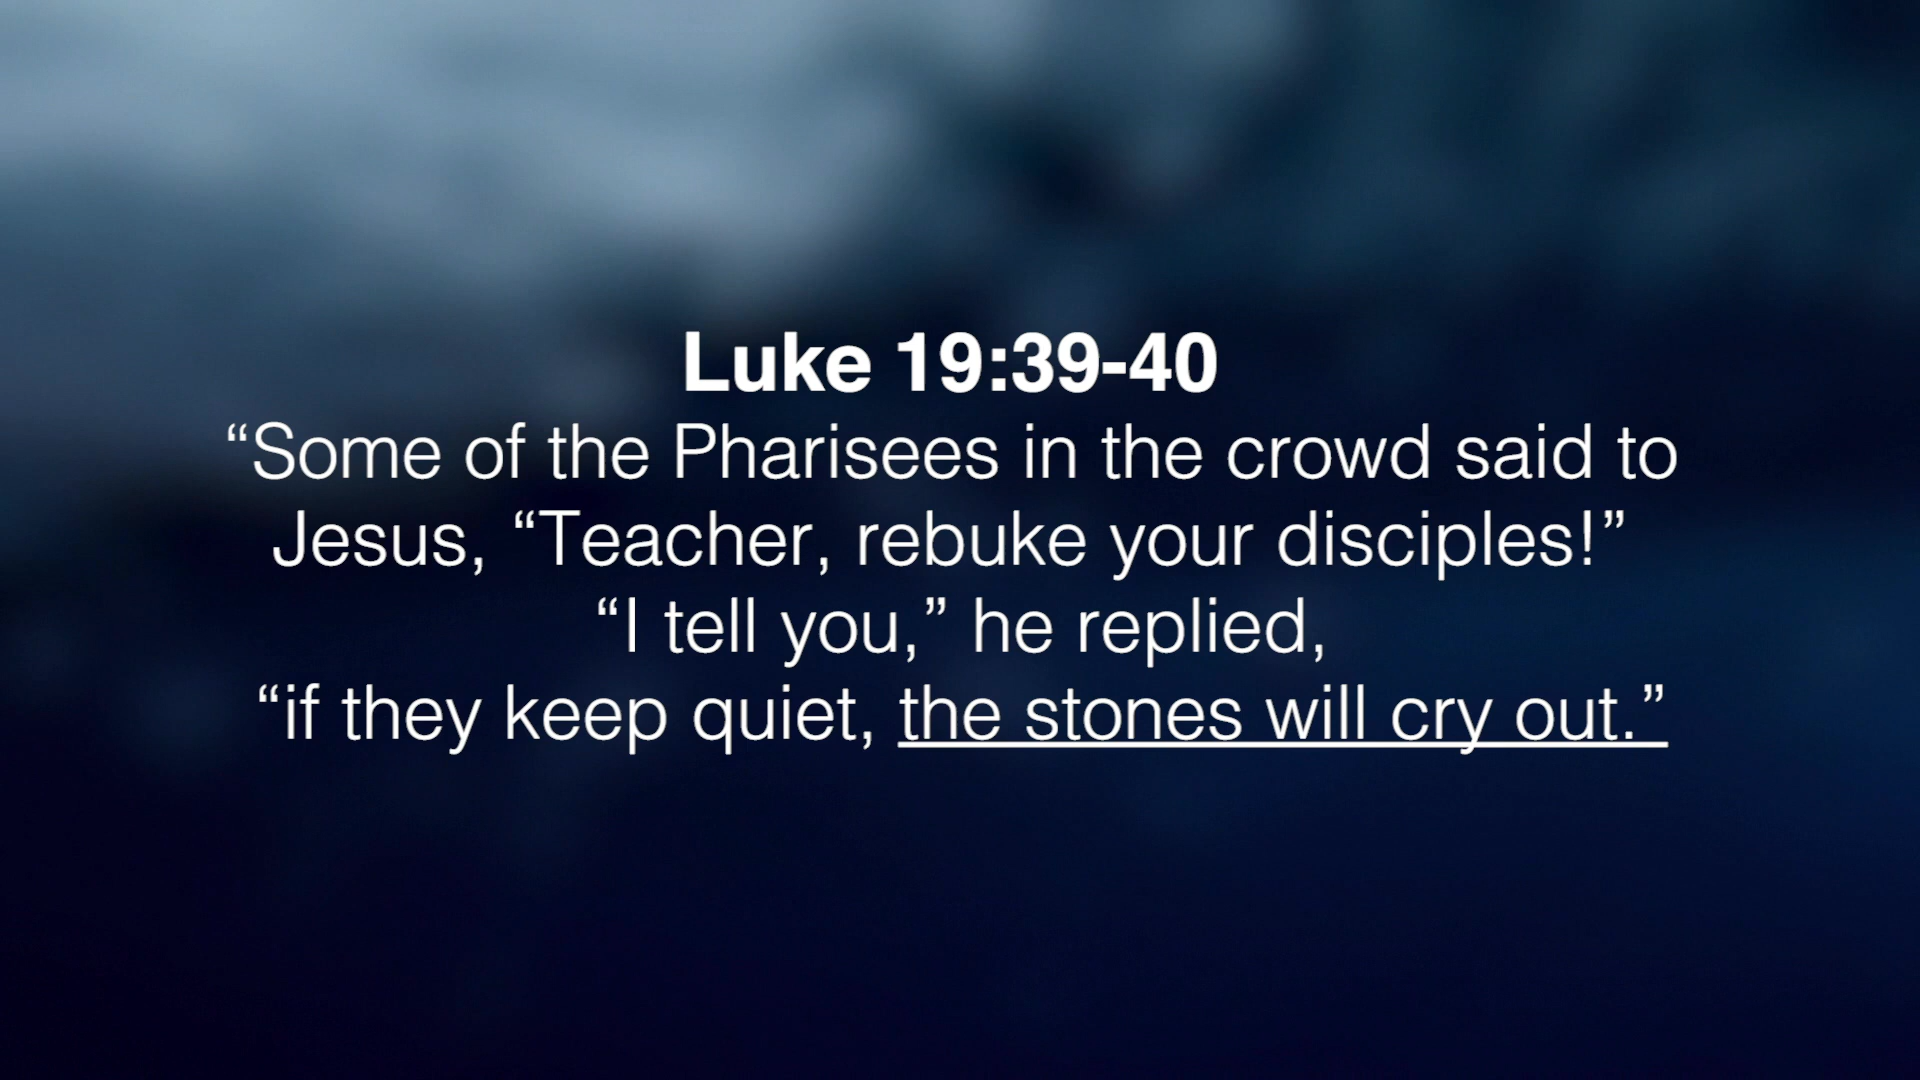 Luke 19:39-40
“Some of the Pharisees in the crowd said to
Jesus, “Teacher, rebuke your disciples!”
“I tell you,” he replied,
“if they keep quiet, the stones will cry out.”